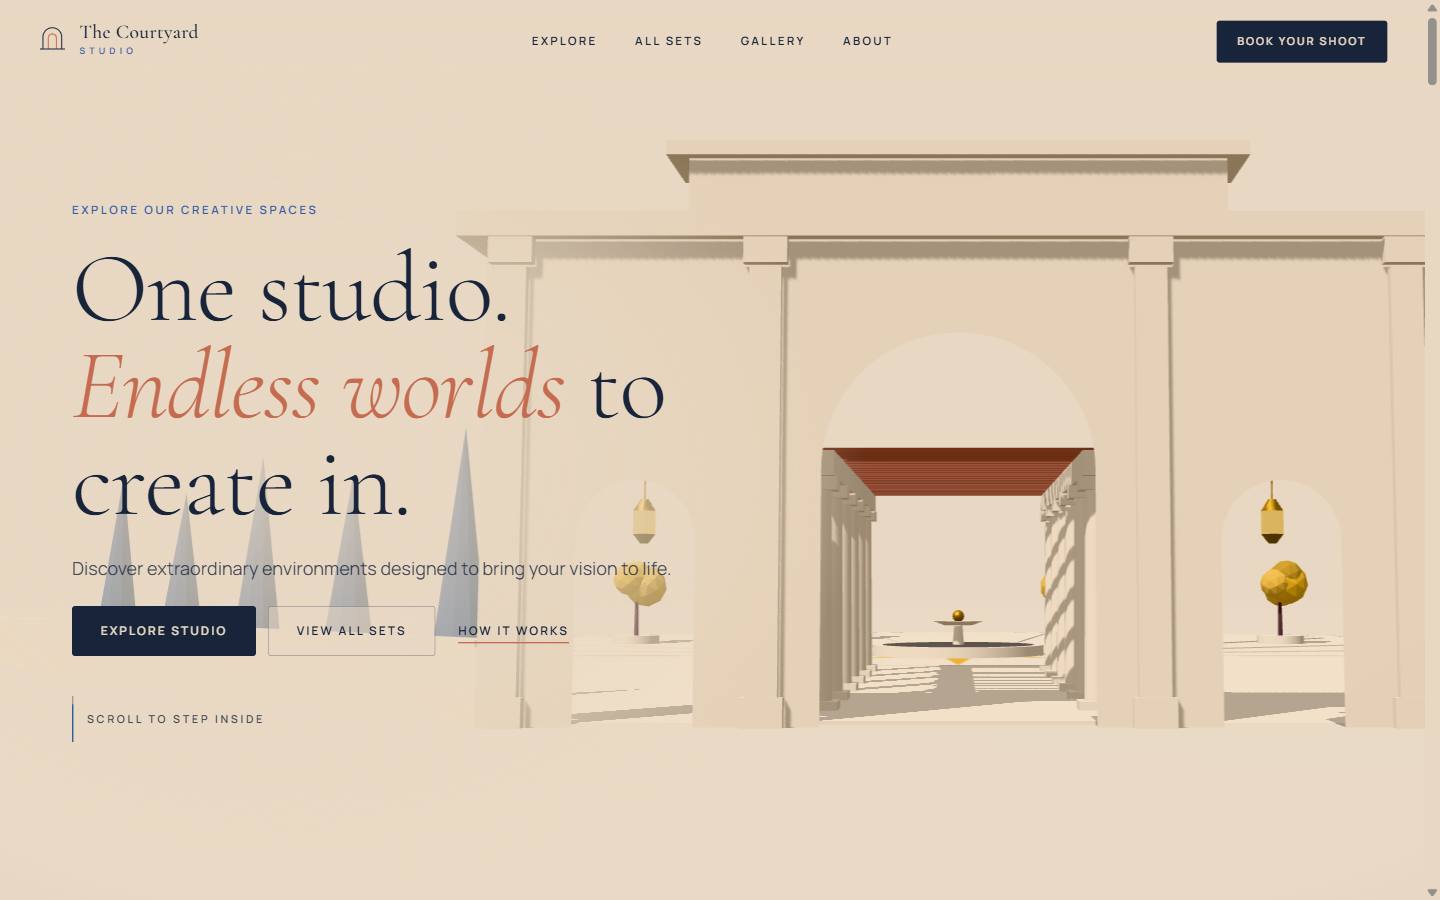 The Courtyard
STUDIO
EXPLORE
ALL SETS
GALLERY
ABOUT
BOOK YOUR SHOOT
EXPLORE OUR CREATIVE SPACES
One studio.
Endless worlds to
create in.
Discover extraordinary environments designed to bring your vision to life.
EXPLORE STUDIO
VIEW ALL SETS
HOW IT WORKS
SCROLL TO STEP INSIDE